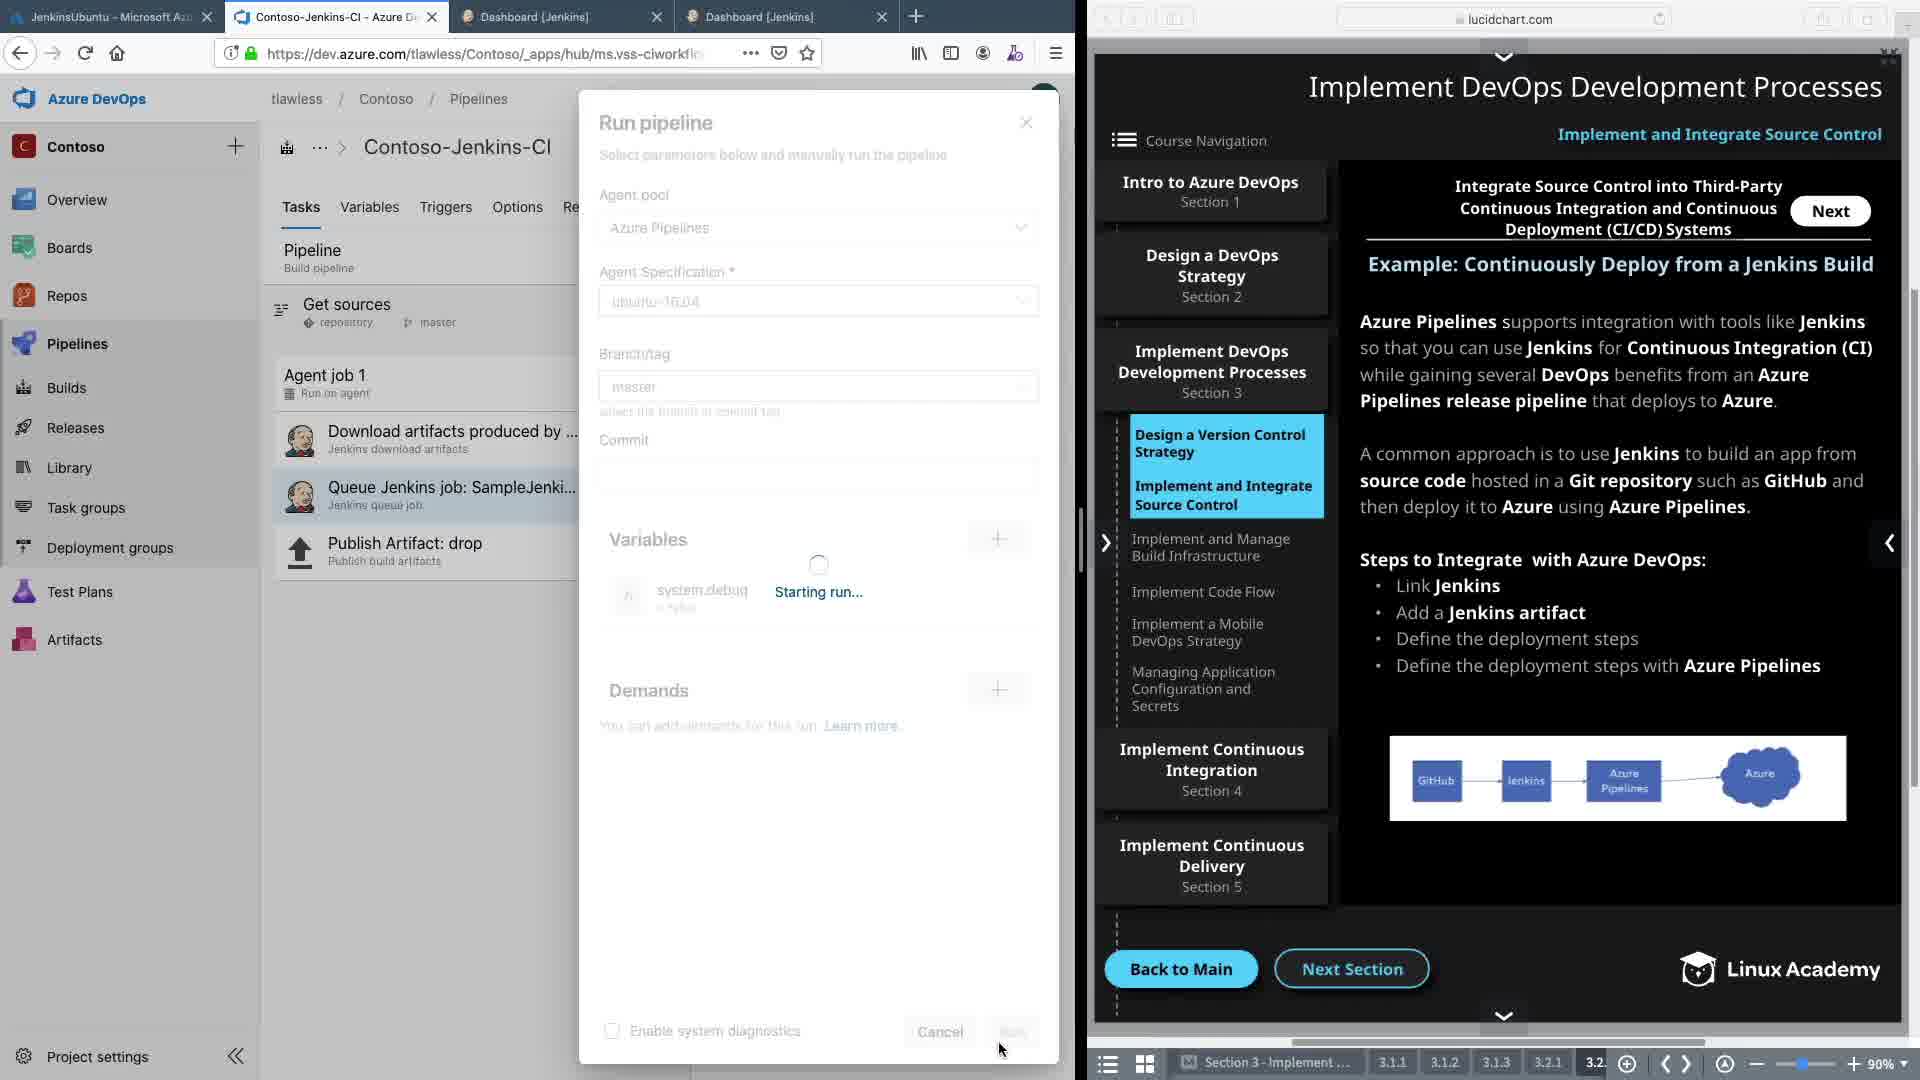 JenkinsUbuntu - Microsoft Azu
Contoso-Jenkins-CI - Azure De
Dashboard [Jenkins]
Dashboard [Jenkins]
https://dev.azure.com/tlawless/Contoso/_apps/hub/ms.vss-ciworkflo
Azure DevOps
tlawless / Contoso / Pipelines
C Contoso
Contoso-Jenkins-CI
Overview
Boards
Repos
Pipelines
Builds
Releases
Library
Task groups
Deployment groups
Test Plans
Artifacts
Project settings
Tasks
Variables
Triggers
Options
Re
Pipeline
Build pipeline
Get sources
repository
master
Agent job 1
Run on agent
Download artifacts produced by ...
Jenkins download artifacts
Queue Jenkins job: SampleJenki...
Jenkins queue job
Publish Artifact: drop
Publish build artifacts
Run pipeline
Select parameters below and manually run the pipeline
Agent pool
Azure Pipelines
Agent Specification *
ubuntu-16.04
Branch/tag
master
Select the branch or commit tag
Commit
Variables
system.debug
Starting run...
Demands
You can add demands for this run. Learn more.
Enable system diagnostics
Cancel
Run
lucidchart.com
Implement DevOps Development Processes
Course Navigation
Implement and Integrate Source Control
Intro to Azure DevOps
Section 1
Design a DevOps
Strategy
Section 2
Implement DevOps
Development Processes
Section 3
Design a Version Control
Strategy
Implement and Integrate
Source Control
Implement and Manage
Build Infrastructure
Implement Code Flow
Implement a Mobile
DevOps Strategy
Managing Application
Configuration and
Secrets
Implement Continuous
Integration
Section 4
Implement Continuous
Delivery
Section 5
Integrate Source Control into Third-Party
Continuous Integration and Continuous
Deployment (CI/CD) Systems
Next
Example: Continuously Deploy from a Jenkins Build
Azure Pipelines supports integration with tools like Jenkins
so that you can use Jenkins for Continuous Integration (CI)
while gaining several DevOps benefits from an Azure
Pipelines release pipeline that deploys to Azure.
A common approach is to use Jenkins to build an app from
source code hosted in a Git repository such as GitHub and
then deploy it to Azure using Azure Pipelines.
Steps to Integrate with Azure DevOps:
• Link Jenkins
• Add a Jenkins artifact
• Define the deployment steps
• Define the deployment steps with Azure Pipelines
GitHub
Jenkins
Azure
Pipelines
Azure
Back to Main
Next Section
Linux Academy
Section 3 - Implement ...
3.1.1
3.1.2
3.1.3
3.2.1
3.2.
90%